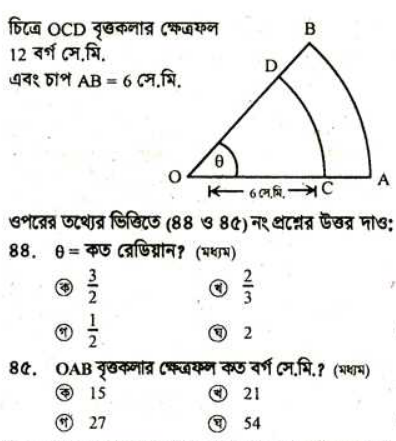 চিত্রে OCD বৃত্তকলার ক্ষেত্রফল
12 বর্গ সে.মি.
এবং চাপ AB = 6 সে.মি.
B
D
θ
O
6 সে.মি.
C
A
ওপরের তথ্যের ভিত্তিতে (৪৪ ও ৪৫) নং প্রশ্নের উত্তর দাও:
৪৪. θ = কত রেডিয়ান? (মধ্যম)
ক 3/2 খ 2/3
গ 1/2 ঘ 2
৪৫. OAB বৃত্তকলার ক্ষেত্রফল কত বর্গ সে.মি.? (মধ্যম)
ক 15 খ 21
গ 27 ঘ 54